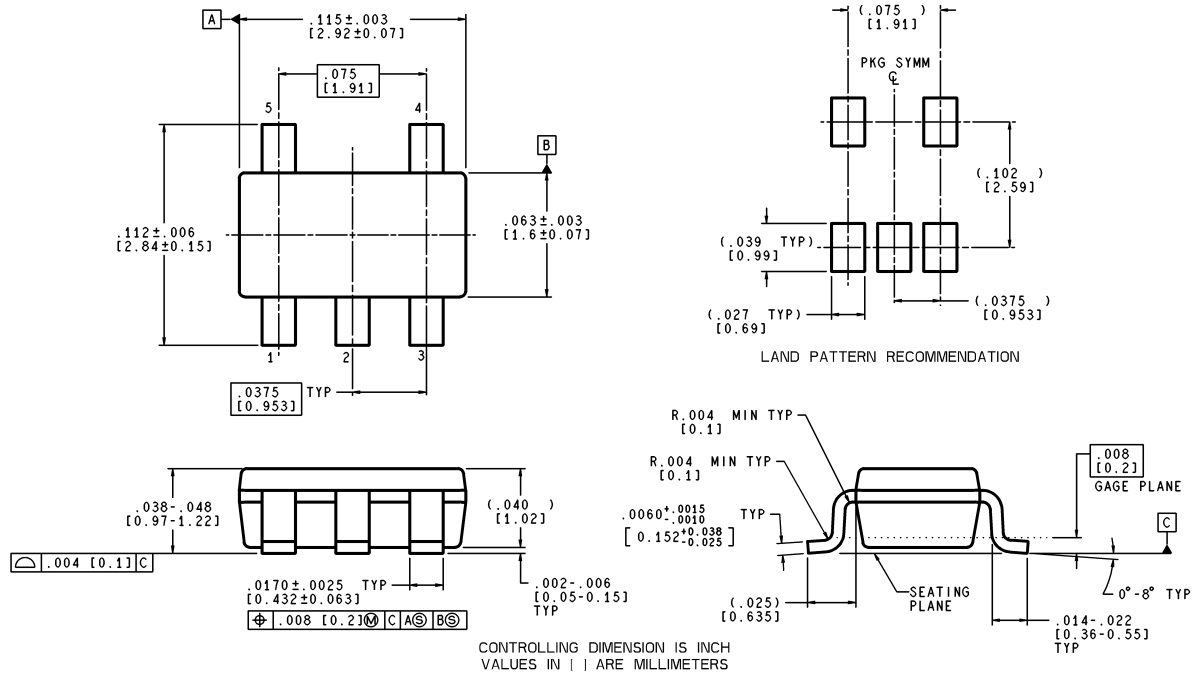 A
.115±.003
[2.92±0.07]
.075
[1.91]
5
4
B
.112±.006
[2.84±0.15]
.063±.003
[1.6±0.07]
1
2
3
.0375 TYP
[0.953]
(.075 )
[1.91]
PKG SYMM
℄
(.102 )
[2.59]
(.039 TYP)
[0.99]
(.027 TYP)
[0.69]
(.0375 )
[0.953]
LAND PATTERN RECOMMENDATION
.038-.048
[0.97-1.22]
(.040 )
[1.02]
⌓ .004 [0.1] C
.0170±.0025 TYP
[0.432±0.063]
⌖ .008 [0.2]Ⓜ C AⓈ BⓈ
.002-.006
[0.05-0.15]
TYP
R.004 MIN TYP
[0.1]
R.004 MIN TYP
[0.1]
.0060+.0015 -.0010 TYP
[0.152+0.038 -0.025]
.008
[0.2]
GAGE PLANE
C
SEATING
PLANE
0°-8° TYP
(.025)
[0.635]
.014-.022
[0.36-0.55]
TYP
CONTROLLING DIMENSION IS INCH
VALUES IN [ ] ARE MILLIMETERS